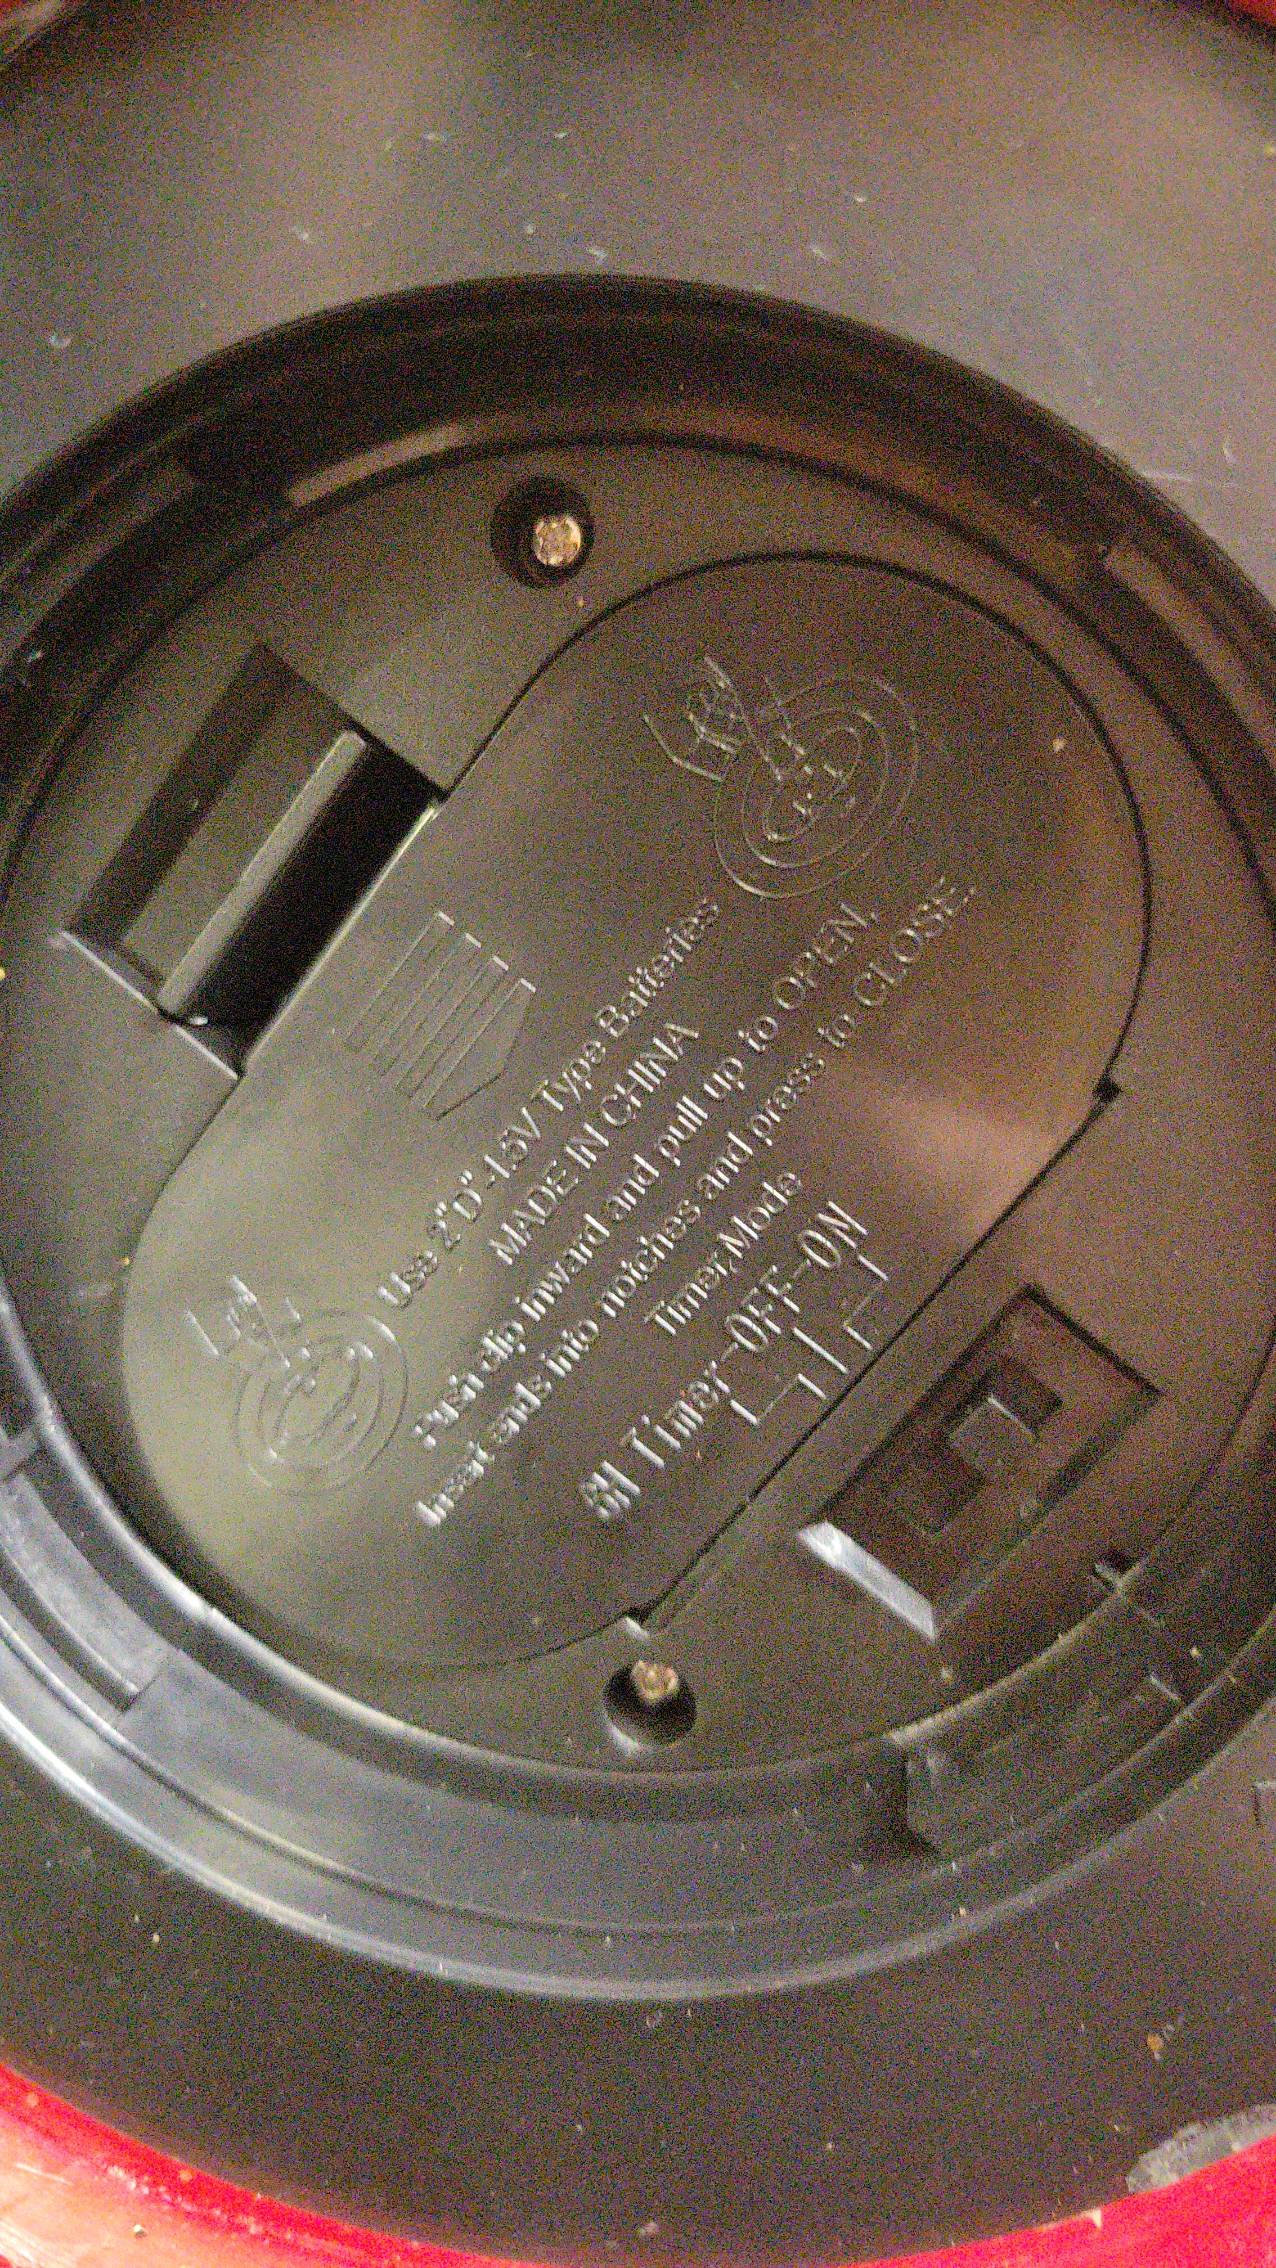 Use 2"D"-1.5V Type Batteries
MADE IN CHINA
Push clip inward and pull up to OPEN.
Insert ends into notches and press to CLOSE.
Timer Mode
6H Timer-OFF-ON